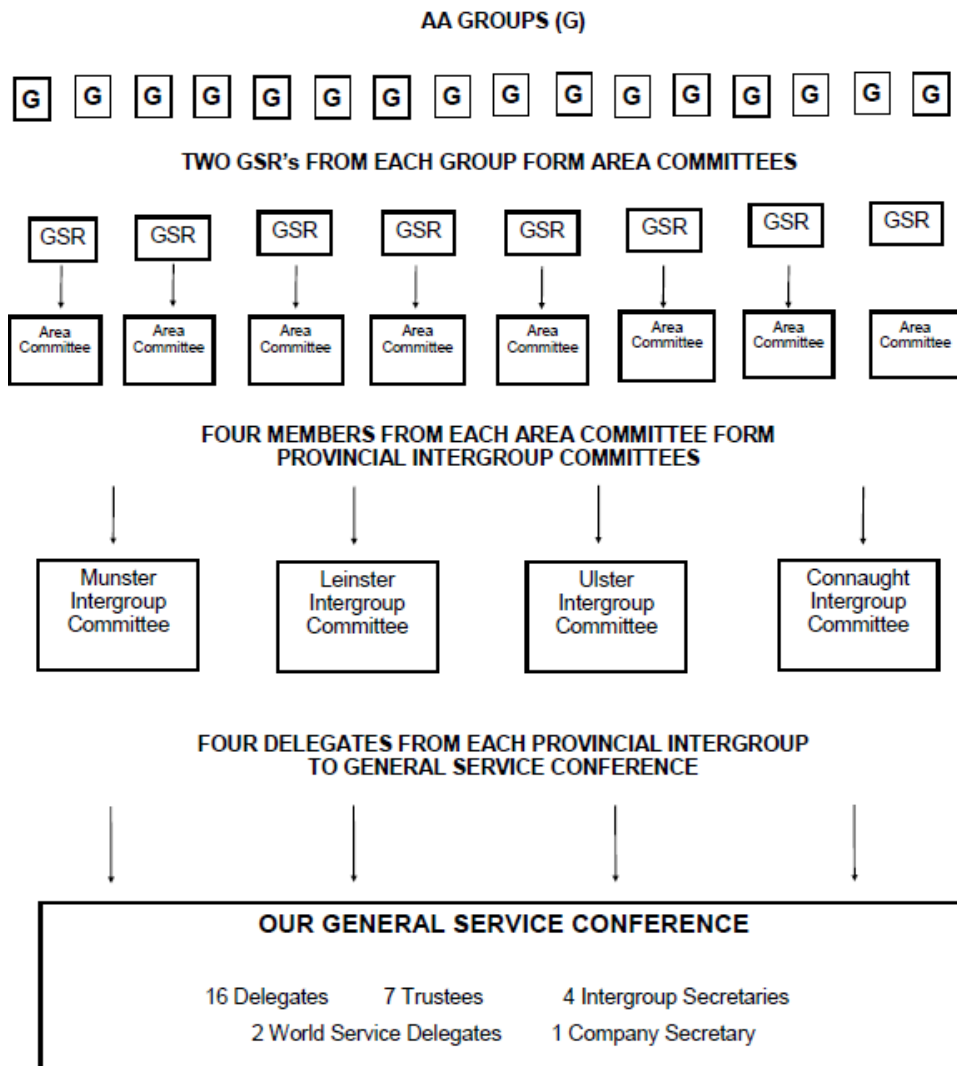 AA GROUPS (G)
G G G G G G G G G G G G G G G G
TWO GSR's FROM EACH GROUP FORM AREA COMMITTEES
GSR GSR GSR GSR GSR GSR GSR GSR
Area Area Area Area Area Area Area Area
Committee Committee Committee Committee Committee Committee Committee Committee
FOUR MEMBERS FROM EACH AREA COMMITTEE FORM
PROVINCIAL INTERGROUP COMMITTEES
Munster
Intergroup
Committee
Leinster
Intergroup
Committee
Ulster
Intergroup
Committee
Connaught
Intergroup
Committee
FOUR DELEGATES FROM EACH PROVINCIAL INTERGROUP
TO GENERAL SERVICE CONFERENCE
OUR GENERAL SERVICE CONFERENCE
16 Delegates 7 Trustees 4 Intergroup Secretaries
2 World Service Delegates 1 Company Secretary